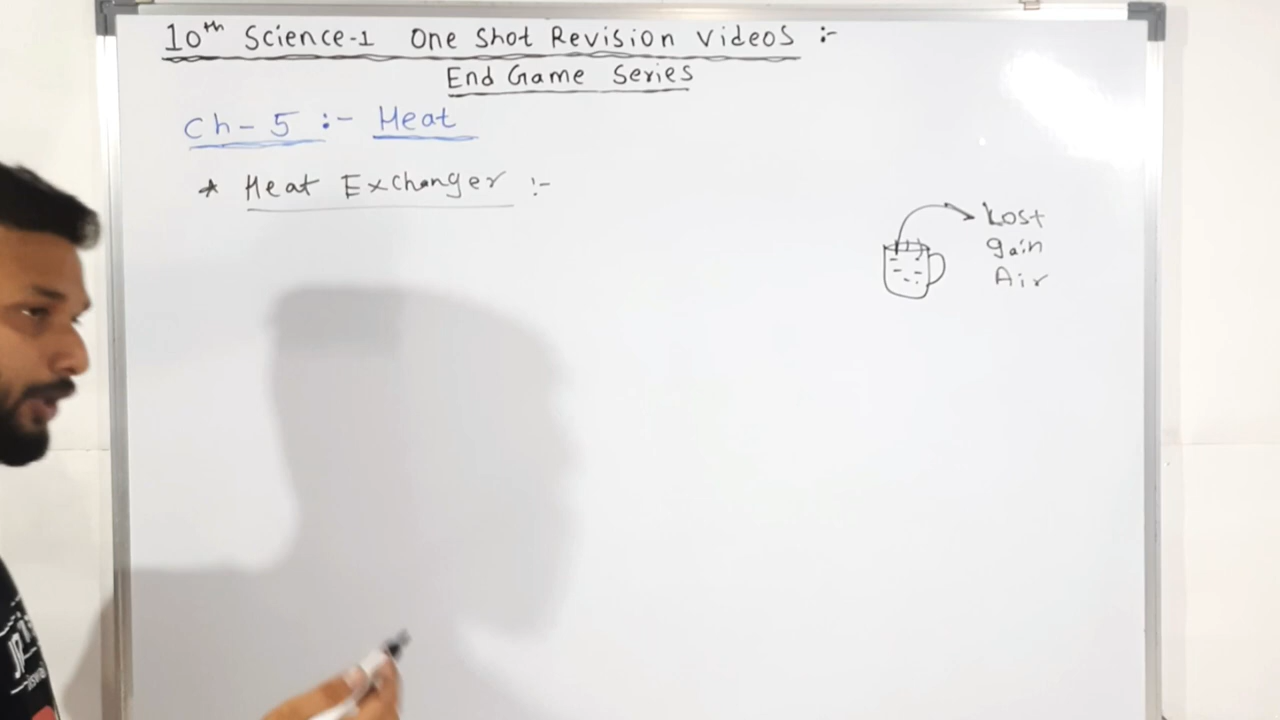 10th Science-1 One Shot Revision Videos :-
End Game Series
Ch-5 :- Heat
* Heat Exchanger :-
Lost
gain
Air